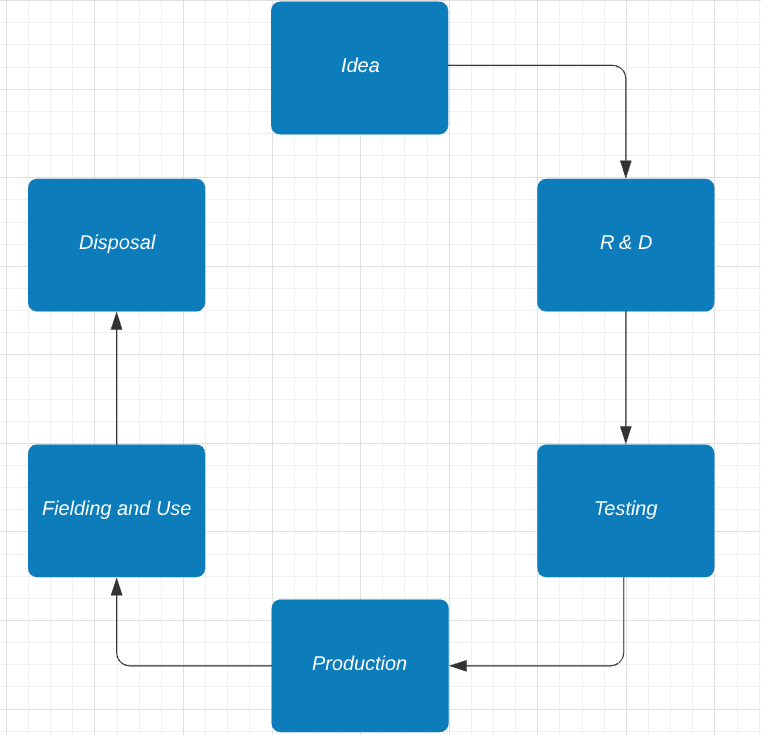 Idea
R & D
Testing
Production
Fielding and Use
Disposal